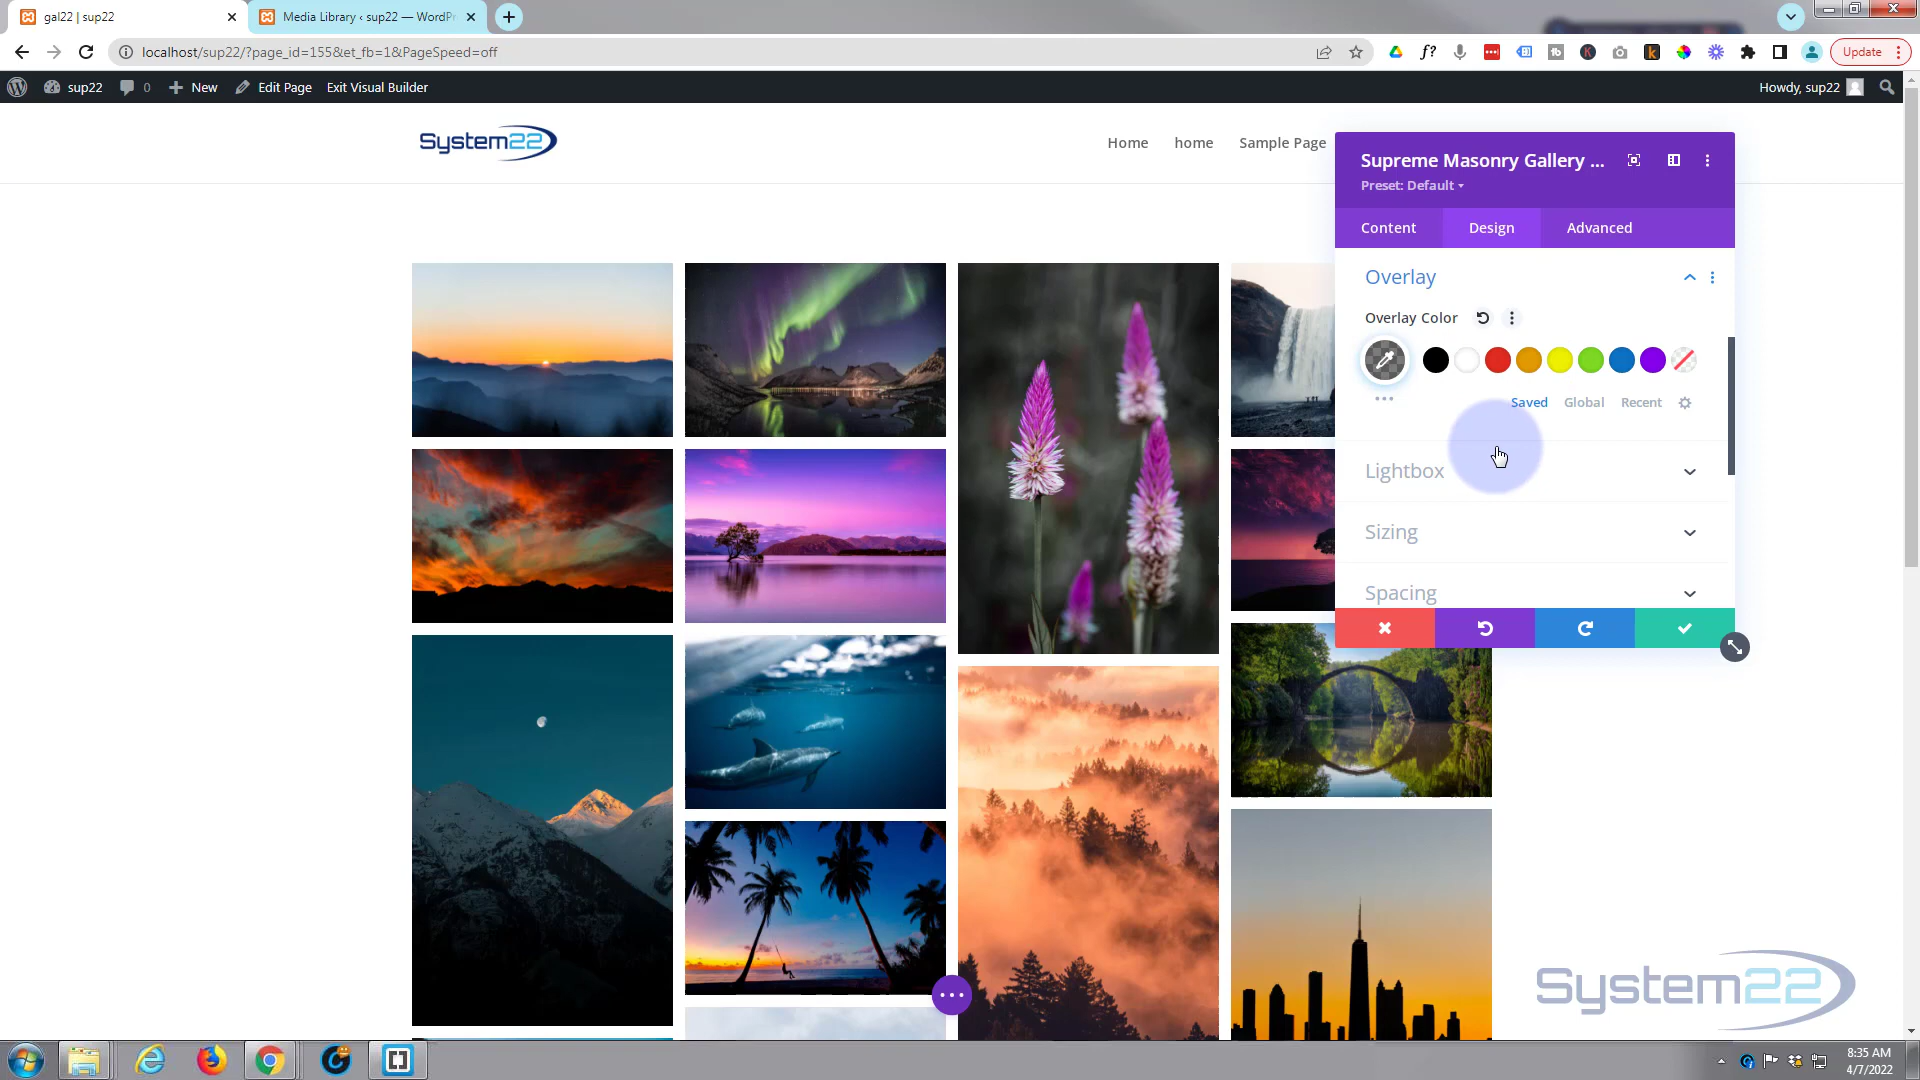 gal22 | sup22
Media Library ‹ sup22 — WordPr
localhost/sup22/?page_id=155&et_fb=1&PageSpeed=off
f?
Update
sup22
0
New
Edit Page
Exit Visual Builder
Howdy, sup22
System22
Home
home
Sample Page
Supreme Masonry Gallery ...
Preset: Default
Content
Design
Advanced
Overlay
Overlay Color
Saved
Global
Recent
Lightbox
Sizing
Spacing
System22
8:35 AM
4/7/2022